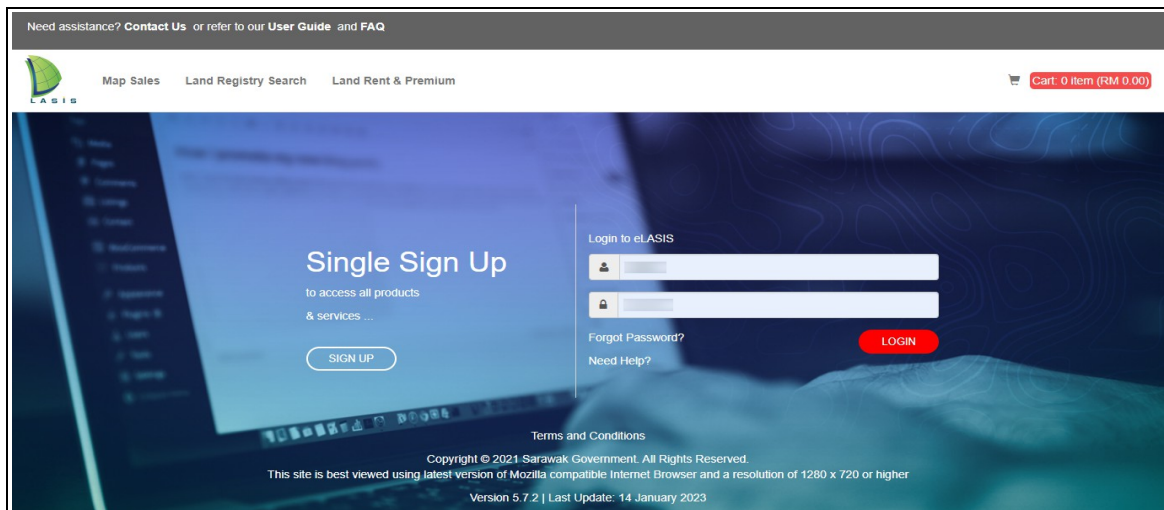 Need assistance? Contact Us or refer to our User Guide and FAQ
LASIS
Map Sales Land Registry Search Land Rent & Premium
Cart: 0 item (RM 0.00)
Single Sign Up
to access all products
& services ...
SIGN UP
Login to eLASIS
Forgot Password?
LOGIN
Need Help?
Terms and Conditions
Copyright © 2021 Sarawak Government. All Rights Reserved.
This site is best viewed using latest version of Mozilla compatible Internet Browser and a resolution of 1280 x 720 or higher
Version 5.7.2 | Last Update: 14 January 2023